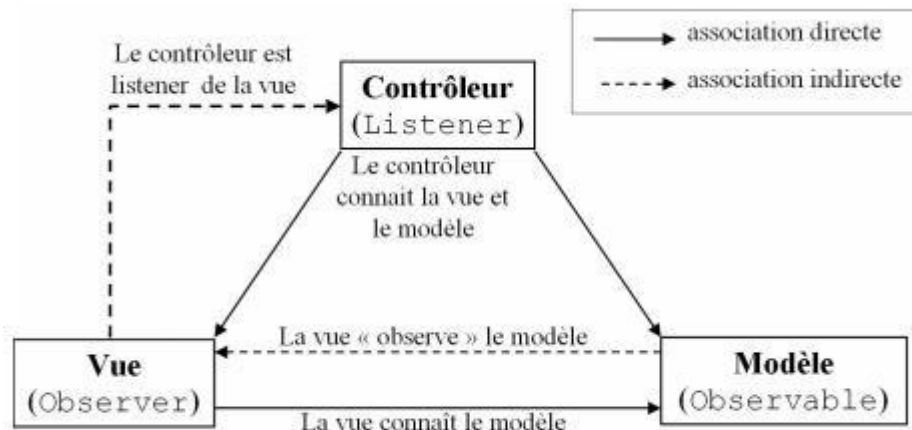 Le contrôleur est
listener de la vue
association directe
association indirecte
Contrôleur
(Listener)
Le contrôleur
connait la vue et
le modèle
La vue « observe » le modèle
Vue
(Observer)
Modèle
(Observable)
La vue connaît le modèle